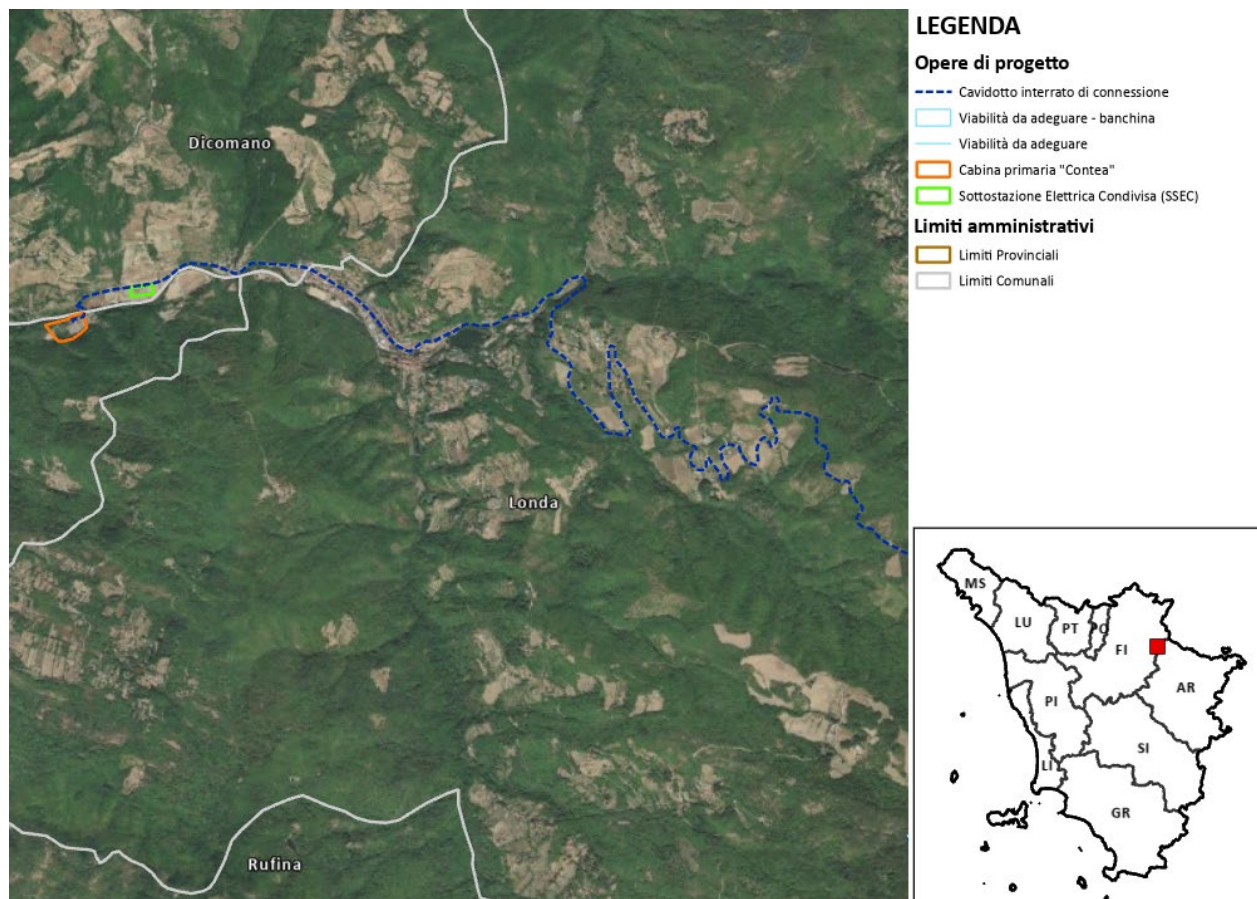 LEGENDA
Opere di progetto
Cavidotto interrato di connessione
Viabilità da adeguare - banchina
Viabilità da adeguare
Cabina primaria "Contea"
Sottostazione Elettrica Condivisa (SSEC)
Limiti amministrativi
Limiti Provinciali
Limiti Comunali
Dicomano
Londa
Rufina
MS
LU
PT
PO
FI
AR
PI
SI
LI
GR